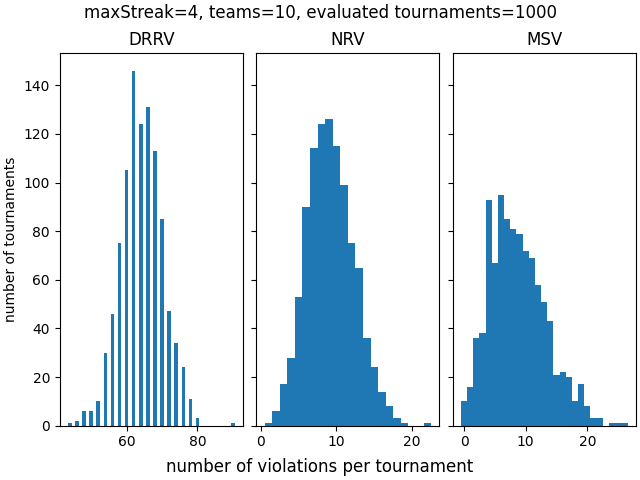 maxStreak=4, teams=10, evaluated tournaments=1000
DRRV NRV MSV
number of tournaments
140
120
100
80
60
40
20
0
60 80 0 10 20 0 10 20
number of violations per tournament